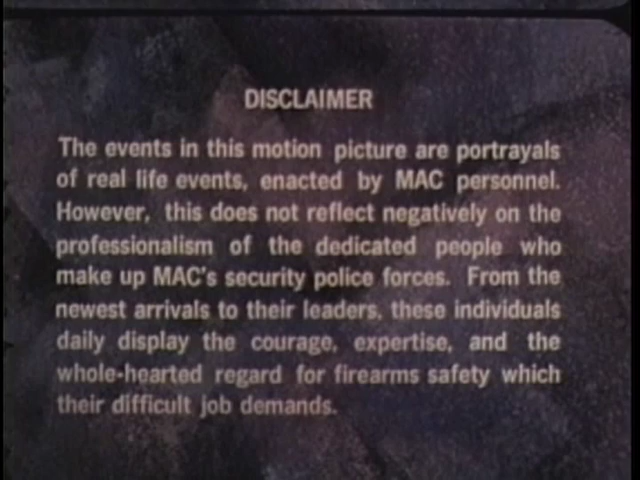 DISCLAIMER
The events in this motion picture are portrayals
of real life events, enacted by MAC personnel.
However, this does not reflect negatively on the
professionalism of the dedicated people who
make up MAC's security police forces. From the
newest arrivals to their leaders, these individuals
daily display the courage, expertise, and the
whole-hearted regard for firearms safety which
their difficult job demands.